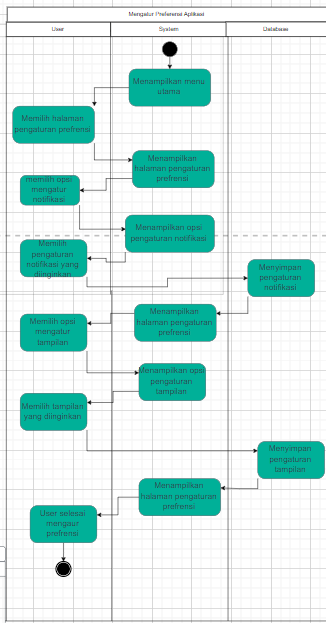 Mengatur Preferensi Aplikasi
User
System
Database
Menampilkan menu
utama
Memilih halaman
pengaturan prefrensi
Menampilkan
halaman pengaturan
prefrensi
memilih opsi
mengatur
notifikasi
Menampilkan opsi
pengaturan notifikasi
Memilih
pengaturan
notifikasi yang
diinginkan
Menyimpan
pengaturan
notifikasi
Menampilkan
halaman pengaturan
prefrensi
Memilih opsi
mengatur
tampilan
Menampilkan opsi
pengaturan
tampilan
Memilih tampilan
yang diinginkan
Menyimpan
pengaturan
tampilan
Menampilkan
halaman pengaturan
prefrensi
User selesai
mengaur
prefrensi